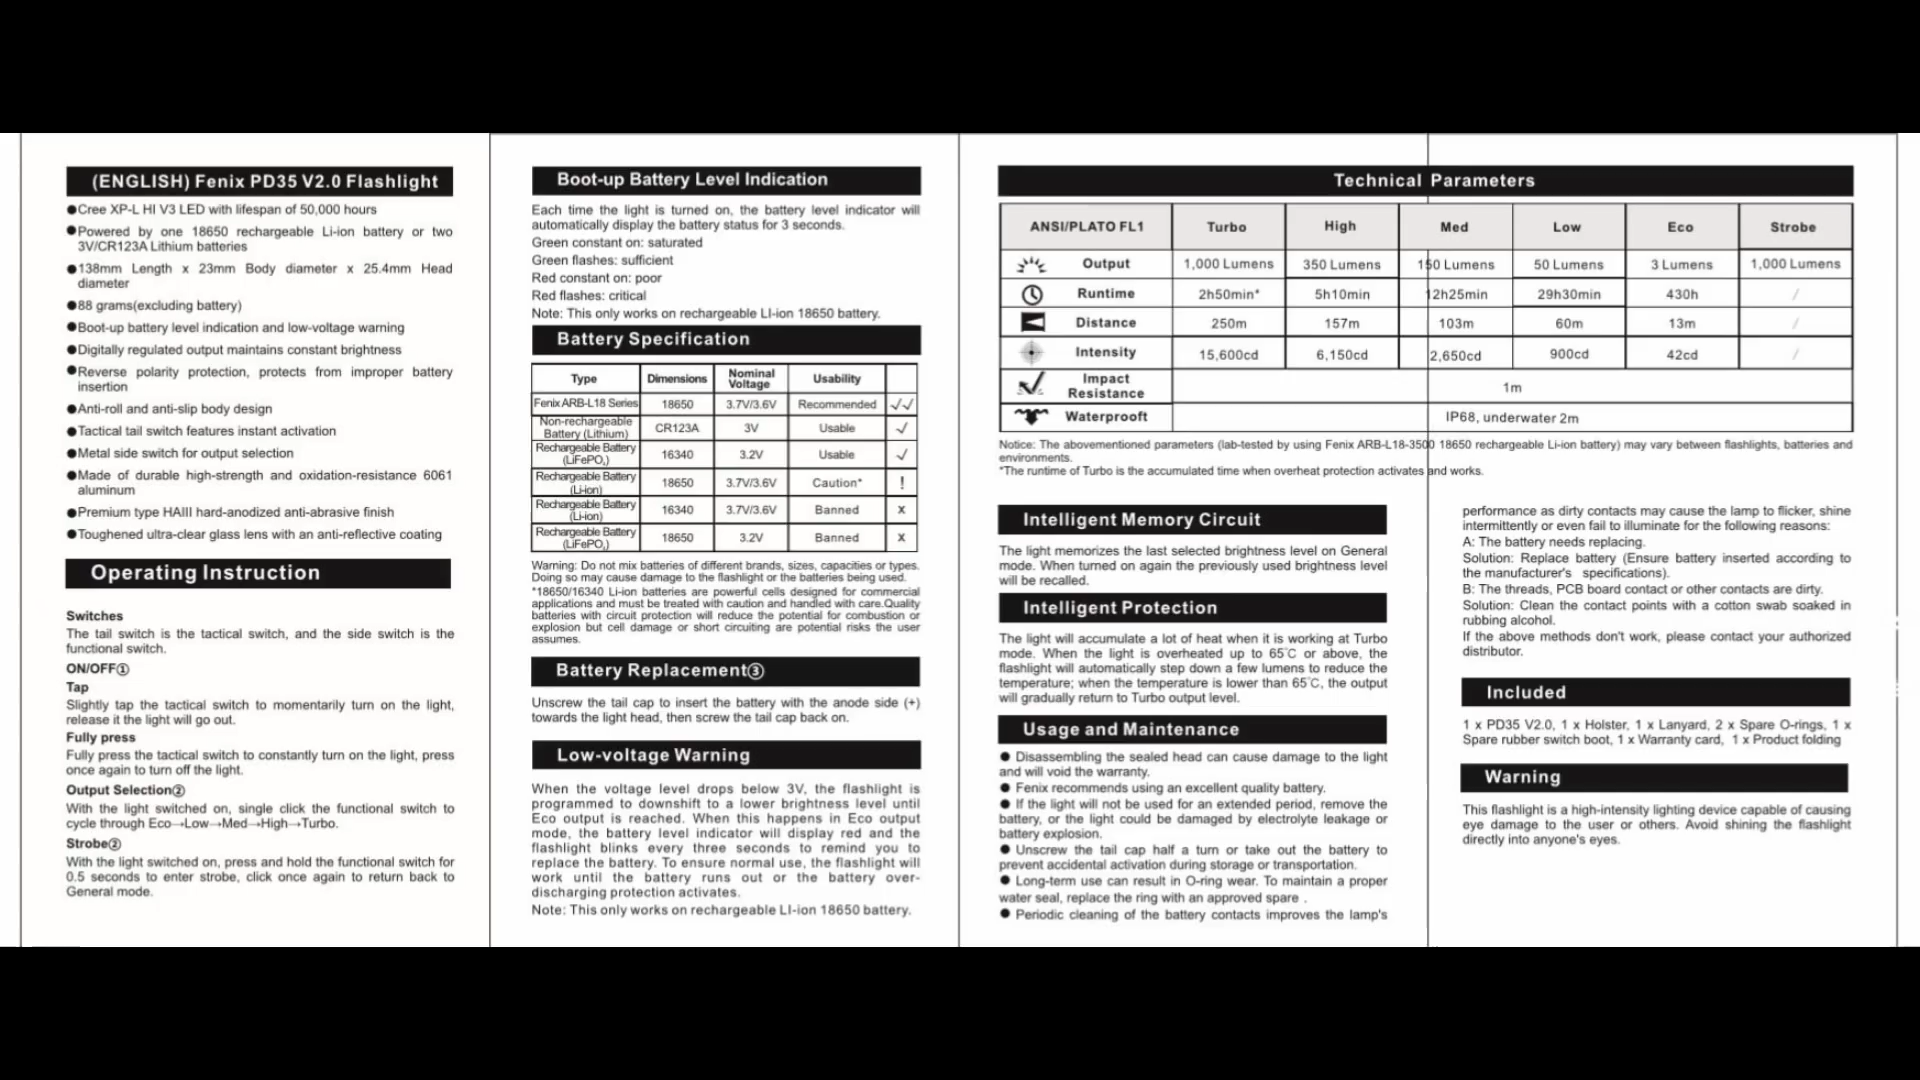 (ENGLISH) Fenix PD35 V2.0 Flashlight
●Cree XP-L HI V3 LED with lifespan of 50,000 hours
●Powered by one 18650 rechargeable Li-ion battery or two
3V/CR123A Lithium batteries
●138mm Length x 23mm Body diameter x 25.4mm Head
diameter
●88 grams(excluding battery)
●Boot-up battery level indication and low-voltage warning
●Digitally regulated output maintains constant brightness
●Reverse polarity protection, protects from improper battery
insertion
●Anti-roll and anti-slip body design
●Tactical tail switch features instant activation
●Metal side switch for output selection
●Made of durable high-strength and oxidation-resistance 6061
aluminum
●Premium type HAIII hard-anodized anti-abrasive finish
●Toughened ultra-clear glass lens with an anti-reflective coating
Operating Instruction
Switches
The tail switch is the tactical switch, and the side switch is the
functional switch.
ON/OFF①
Tap
Slightly tap the tactical switch to momentarily turn on the light,
release it the light will go out.
Fully press
Fully press the tactical switch to constantly turn on the light, press
once again to turn off the light.
Output Selection②
With the light switched on, single click the functional switch to
cycle through Eco→Low→Med→High→Turbo.
Strobe②
With the light switched on, press and hold the functional switch for
0.5 seconds to enter strobe, click once again to return back to
General mode.
Boot-up Battery Level Indication
Each time the light is turned on, the battery level indicator will
automatically display the battery status for 3 seconds.
Green constant on: saturated
Green flashes: sufficient
Red constant on: poor
Red flashes: critical
Note: This only works on rechargeable LI-ion 18650 battery.
Battery Specification
Type Dimensions Nominal Voltage Usability
Fenix ARB-L18 Series 18650 3.7V/3.6V Recommended √√
Non-rechargeable Battery (Lithium) CR123A 3V Usable √
Rechargeable Battery (LiFePO₄) 16340 3.2V Usable √
Rechargeable Battery (Li-ion) 18650 3.7V/3.6V Caution* !
Rechargeable Battery (Li-ion) 16340 3.7V/3.6V Banned x
Rechargeable Battery (LiFePO₄) 18650 3.2V Banned x
Warning: Do not mix batteries of different brands, sizes, capacities or types.
Doing so may cause damage to the flashlight or the batteries being used.
*18650/16340 Li-ion batteries are powerful cells designed for commercial
applications and must be treated with caution and handled with care.Quality
batteries with circuit protection will reduce the potential for combustion or
explosion but cell damage or short circuiting are potential risks the user
assumes.
Battery Replacement③
Unscrew the tail cap to insert the battery with the anode side (+)
towards the light head, then screw the tail cap back on.
Low-voltage Warning
When the voltage level drops below 3V, the flashlight is
programmed to downshift to a lower brightness level until
Eco output is reached. When this happens in Eco output
mode, the battery level indicator will display red and the
flashlight blinks every three seconds to remind you to
replace the battery. To ensure normal use, the flashlight will
work until the battery runs out or the battery over-
discharging protection activates.
Note: This only works on rechargeable LI-ion 18650 battery.
Technical Parameters
ANSI/PLATO FL1 Turbo High Med Low Eco Strobe
Output 1,000 Lumens 350 Lumens 150 Lumens 50 Lumens 3 Lumens 1,000 Lumens
Runtime 2h50min* 5h10min 12h25min 29h30min 430h /
Distance 250m 157m 103m 60m 13m /
Intensity 15,600cd 6,150cd 2,650cd 900cd 42cd /
Impact Resistance 1m
Waterprooft IP68, underwater 2m
Notice: The abovementioned parameters (lab-tested by using Fenix ARB-L18-3500 18650 rechargeable Li-ion battery) may vary between flashlights, batteries and
environments.
*The runtime of Turbo is the accumulated time when overheat protection activates and works.
Intelligent Memory Circuit
The light memorizes the last selected brightness level on General
mode. When turned on again the previously used brightness level
will be recalled.
Intelligent Protection
The light will accumulate a lot of heat when it is working at Turbo
mode. When the light is overheated up to 65℃ or above, the
flashlight will automatically step down a few lumens to reduce the
temperature; when the temperature is lower than 65℃, the output
will gradually return to Turbo output level.
Usage and Maintenance
● Disassembling the sealed head can cause damage to the light
and will void the warranty.
● Fenix recommends using an excellent quality battery.
● If the light will not be used for an extended period, remove the
battery, or the light could be damaged by electrolyte leakage or
battery explosion.
● Unscrew the tail cap half a turn or take out the battery to
prevent accidental activation during storage or transportation.
● Long-term use can result in O-ring wear. To maintain a proper
water seal, replace the ring with an approved spare .
● Periodic cleaning of the battery contacts improves the lamp's
performance as dirty contacts may cause the lamp to flicker, shine
intermittently or even fail to illuminate for the following reasons:
A: The battery needs replacing.
Solution: Replace battery (Ensure battery inserted according to
the manufacturer's specifications).
B: The threads, PCB board contact or other contacts are dirty.
Solution: Clean the contact points with a cotton swab soaked in
rubbing alcohol.
If the above methods don't work, please contact your authorized
distributor.
Included
1 x PD35 V2.0, 1 x Holster, 1 x Lanyard, 2 x Spare O-rings, 1 x
Spare rubber switch boot, 1 x Warranty card, 1 x Product folding
Warning
This flashlight is a high-intensity lighting device capable of causing
eye damage to the user or others. Avoid shining the flashlight
directly into anyone's eyes.